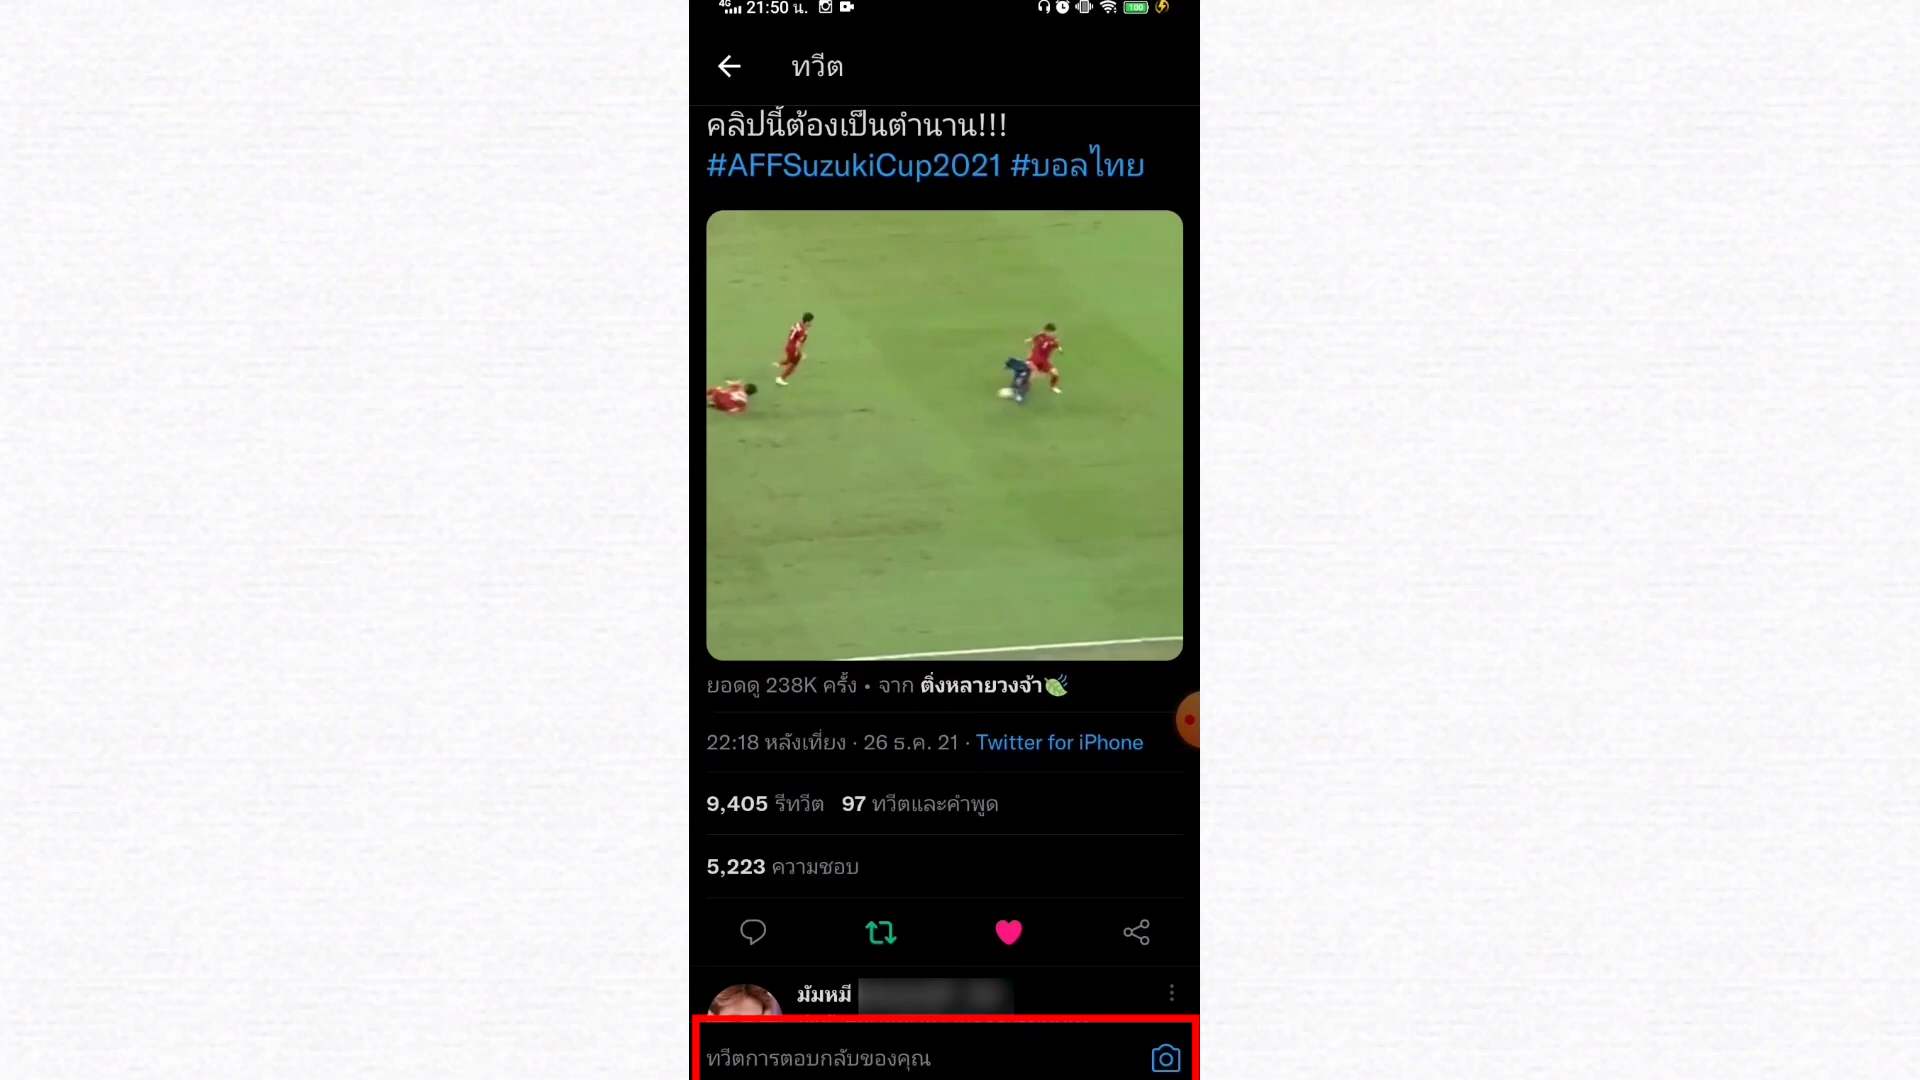 4G 21:50 น. 100
ทวีต
คลิปนี้ต้องเป็นตำนาน!!!
#AFFSuzukiCup2021 #บอลไทย
ยอดดู 238K ครั้ง • จาก ติ่งหลายวงจ้า
22:18 หลังเที่ยง · 26 ธ.ค. 21 · Twitter for iPhone
9,405 รีทวีต 97 ทวีตและคำพูด
5,223 ความชอบ
มัมหมี
ทวีตการตอบกลับของคุณ